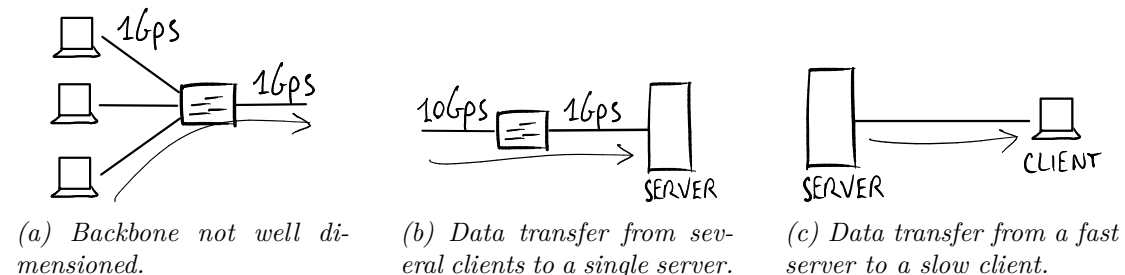 1Gps
1Gps
(a) Backbone not well di-
mensioned.
10Gps 1Gps
SERVER
(b) Data transfer from sev-
eral clients to a single server.
SERVER
CLIENT
(c) Data transfer from a fast
server to a slow client.